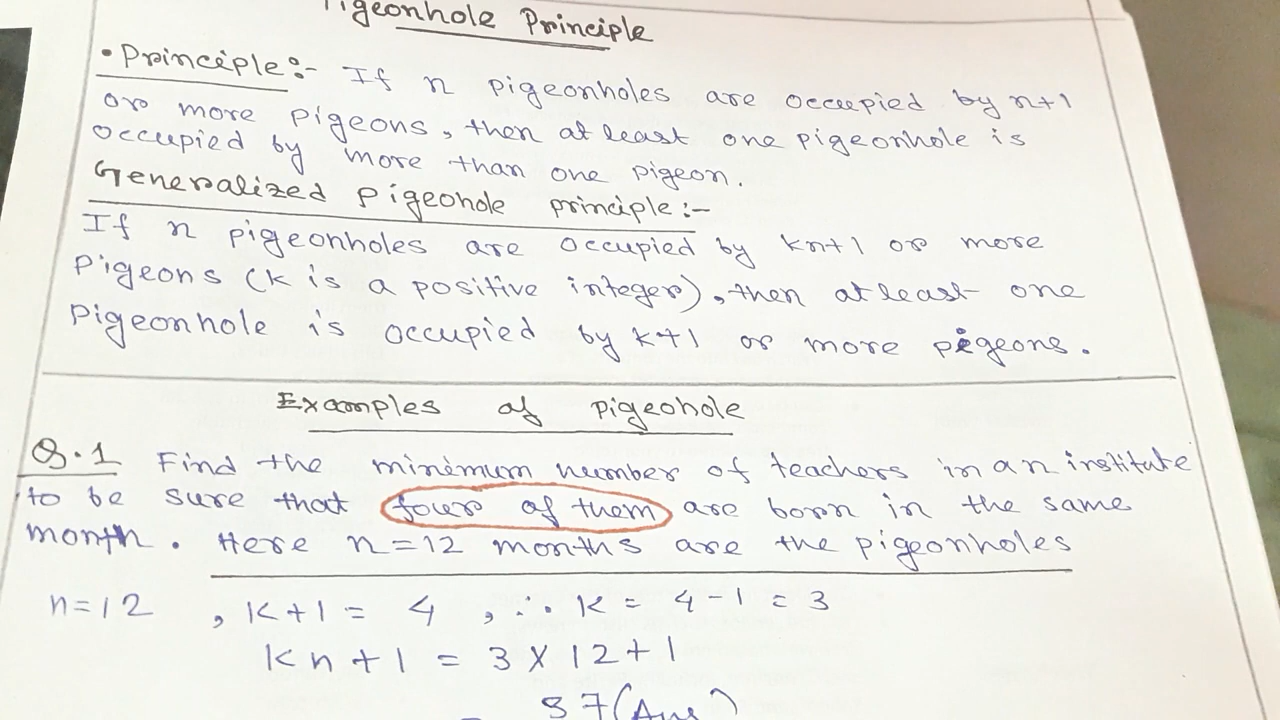 Pigeonhole Principle
• Principle :- If n pigeonholes are occupied by n+1
or more pigeons, then at least one pigeonhole is
occupied by more than one pigeon.
Generalized pigeohole principle :-
If n pigeonholes are occupied by kn+1 or more
Pigeons (K is a positive integer), then at least one
Pigeonhole is occupied by K+1 or more pigeons.
Examples of pigeohole
Q.1 Find the minimum number of teachers in an institute
to be sure that four of them are born in the same
month. Here n=12 months are the pigeonholes
n=12 , K+1 = 4 , ∴ K = 4-1 = 3
Kn+1 = 3 X 12 + 1
= 37 (Ans)